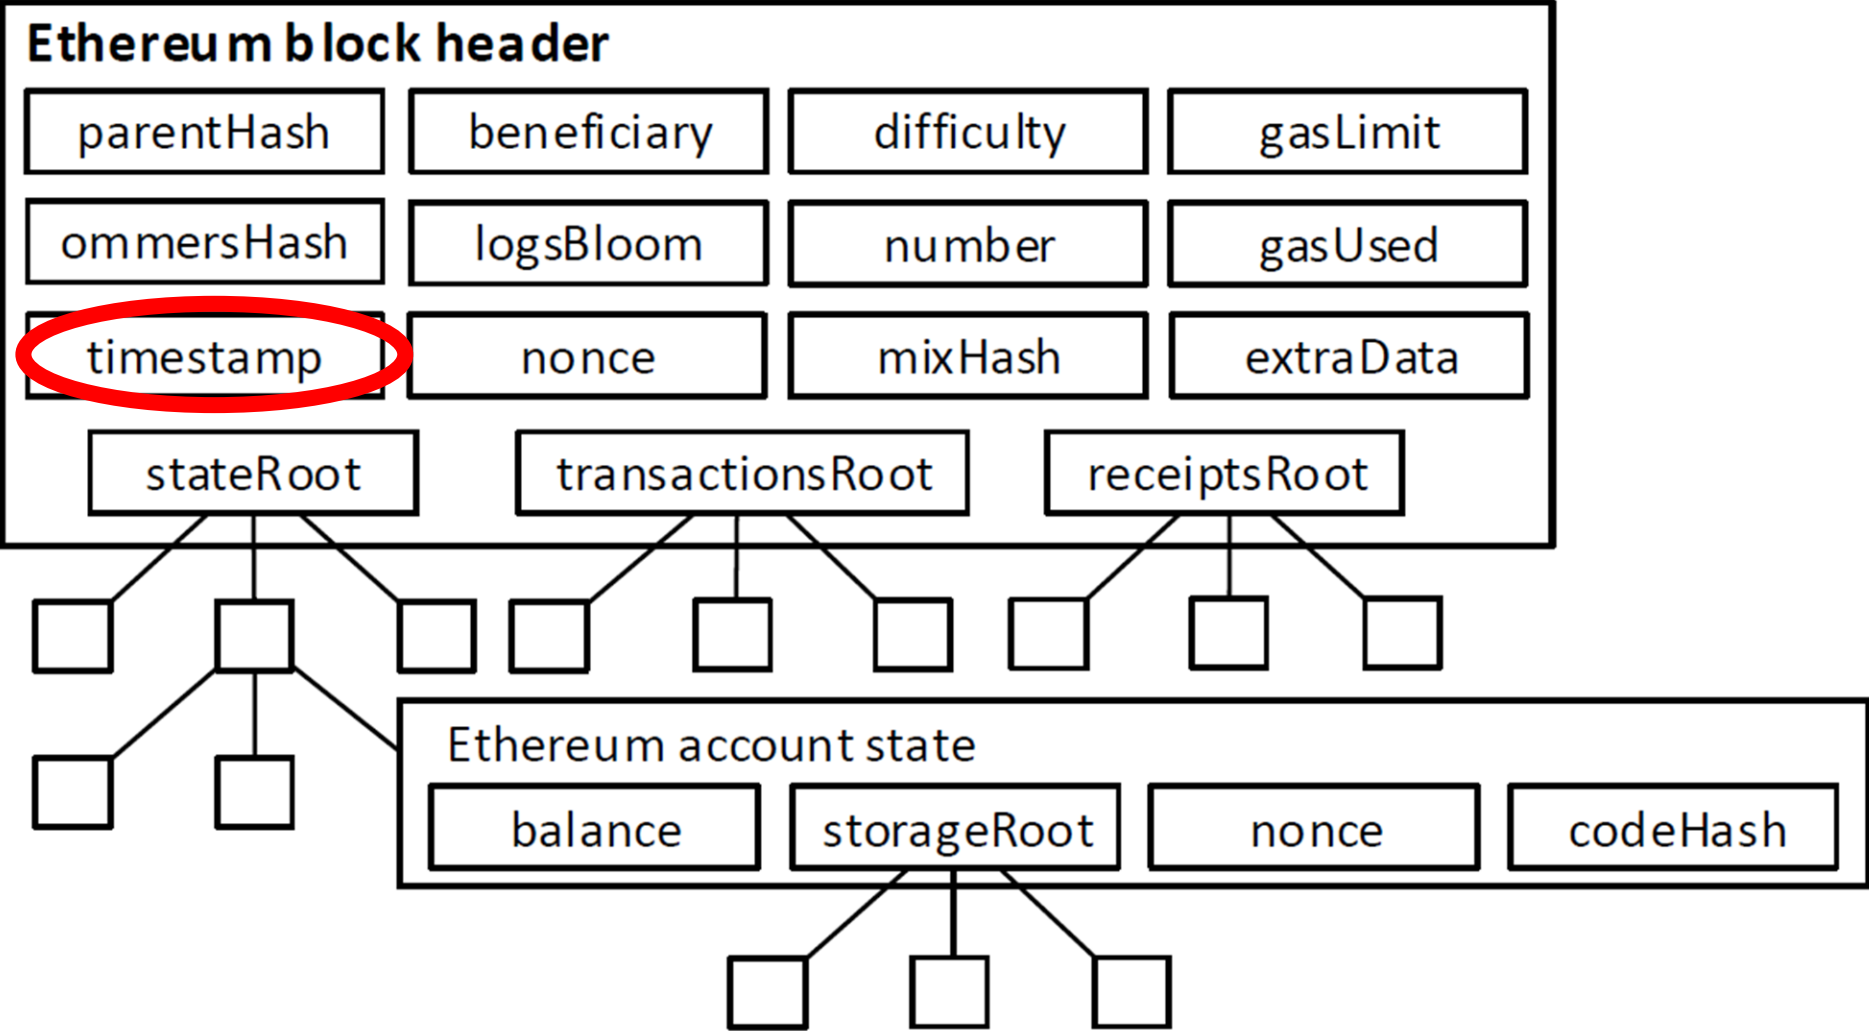 Ethereum block header
parentHash beneficiary difficulty gasLimit
ommersHash logsBloom number gasUsed
timestamp nonce mixHash extraData
stateRoot transactionsRoot receiptsRoot
Ethereum account state
balance storageRoot nonce codeHash